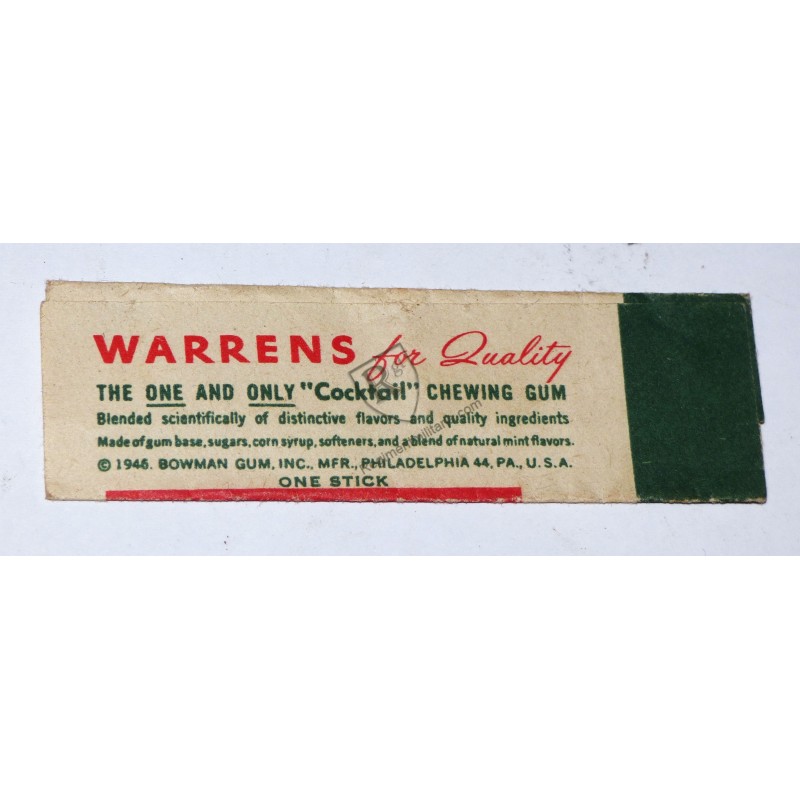 WARRENS for Quality
THE ONE AND ONLY "Cocktail" CHEWING GUM
Blended scientifically of distinctive flavors and quality ingredients
Made of gum base, sugars, corn syrup, softeners, and a blend of natural mint flavors.
© 1946. BOWMAN GUM, INC., MFR., PHILADELPHIA 44, PA., U.S.A.
ONE STICK